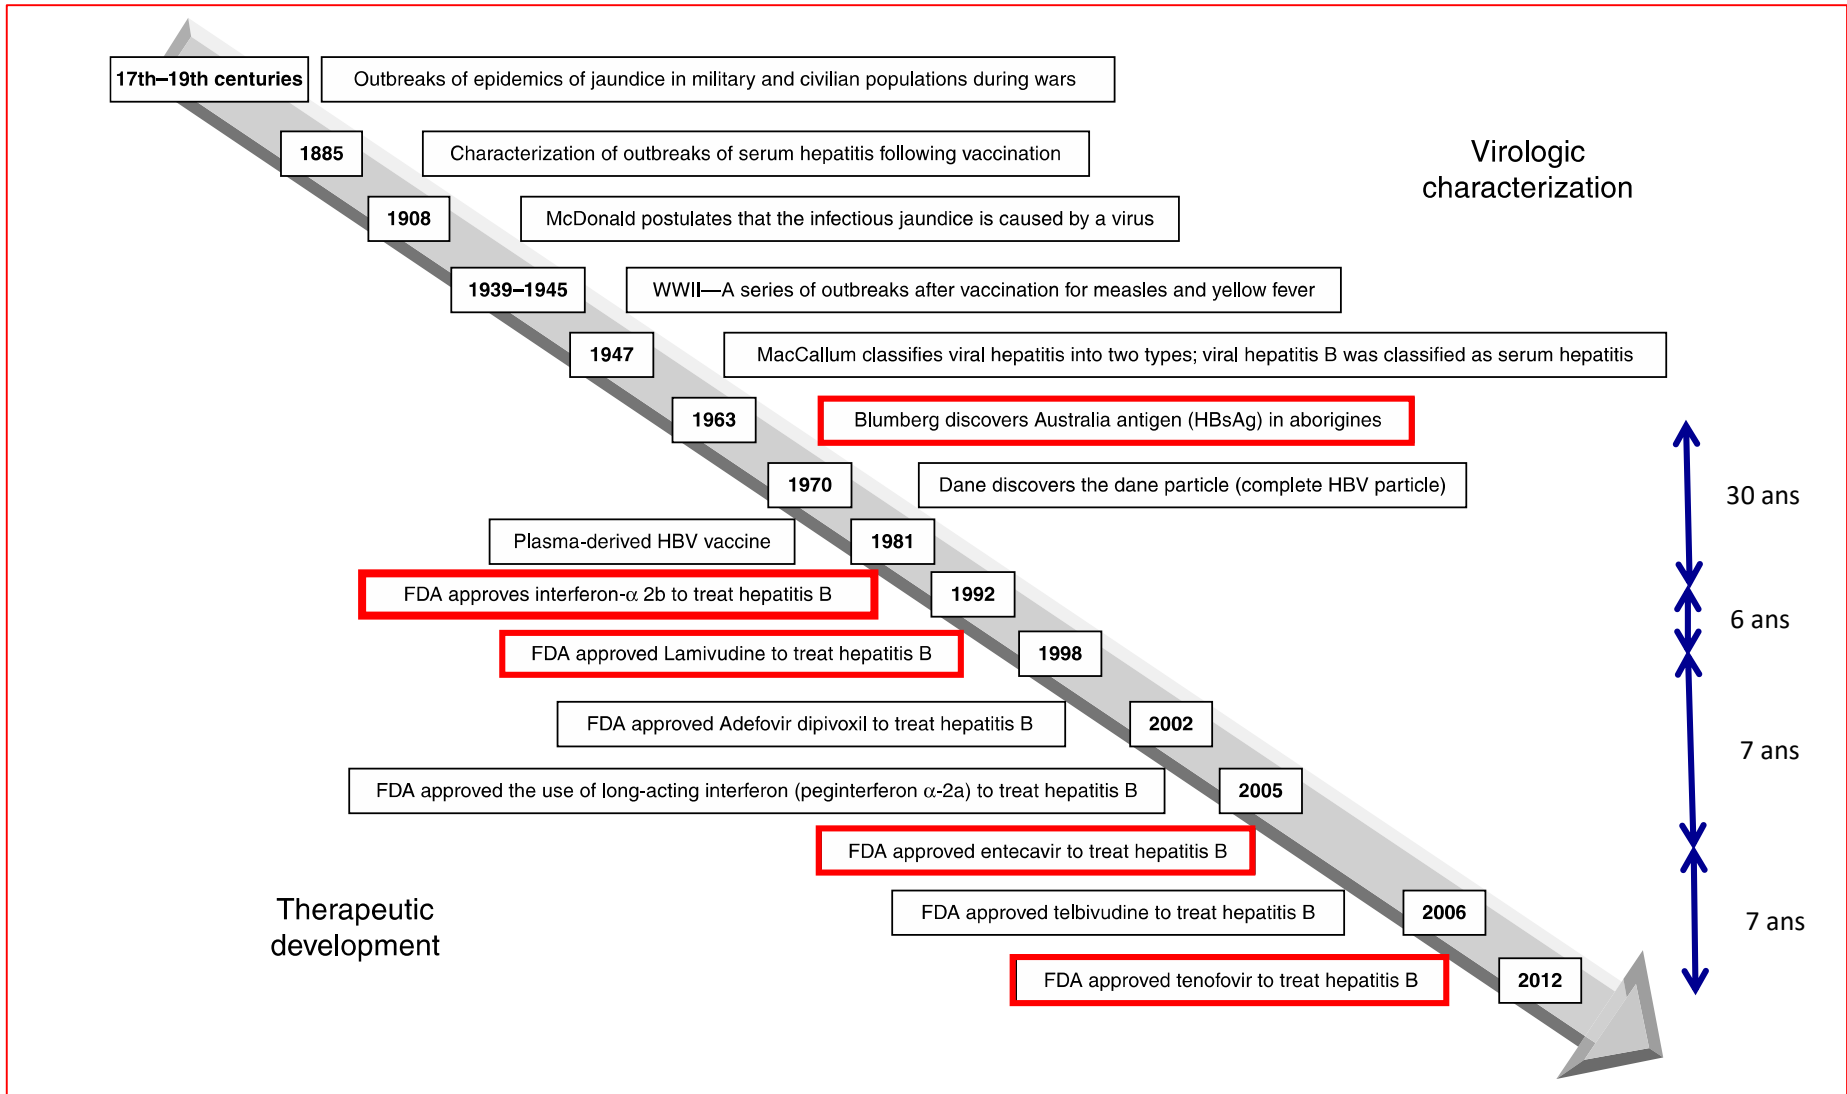 17th–19th centuries
Outbreaks of epidemics of jaundice in military and civilian populations during wars
1885
Characterization of outbreaks of serum hepatitis following vaccination
Virologic
characterization
1908
McDonald postulates that the infectious jaundice is caused by a virus
1939–1945
WWII—A series of outbreaks after vaccination for measles and yellow fever
1947
MacCallum classifies viral hepatitis into two types; viral hepatitis B was classified as serum hepatitis
1963
Blumberg discovers Australia antigen (HBsAg) in aborigines
1970
Dane discovers the dane particle (complete HBV particle)
30 ans
Plasma-derived HBV vaccine
1981
FDA approves interferon-α 2b to treat hepatitis B
1992
6 ans
FDA approved Lamivudine to treat hepatitis B
1998
FDA approved Adefovir dipivoxil to treat hepatitis B
2002
7 ans
FDA approved the use of long-acting interferon (peginterferon α-2a) to treat hepatitis B
2005
FDA approved entecavir to treat hepatitis B
Therapeutic
development
FDA approved telbivudine to treat hepatitis B
2006
7 ans
FDA approved tenofovir to treat hepatitis B
2012